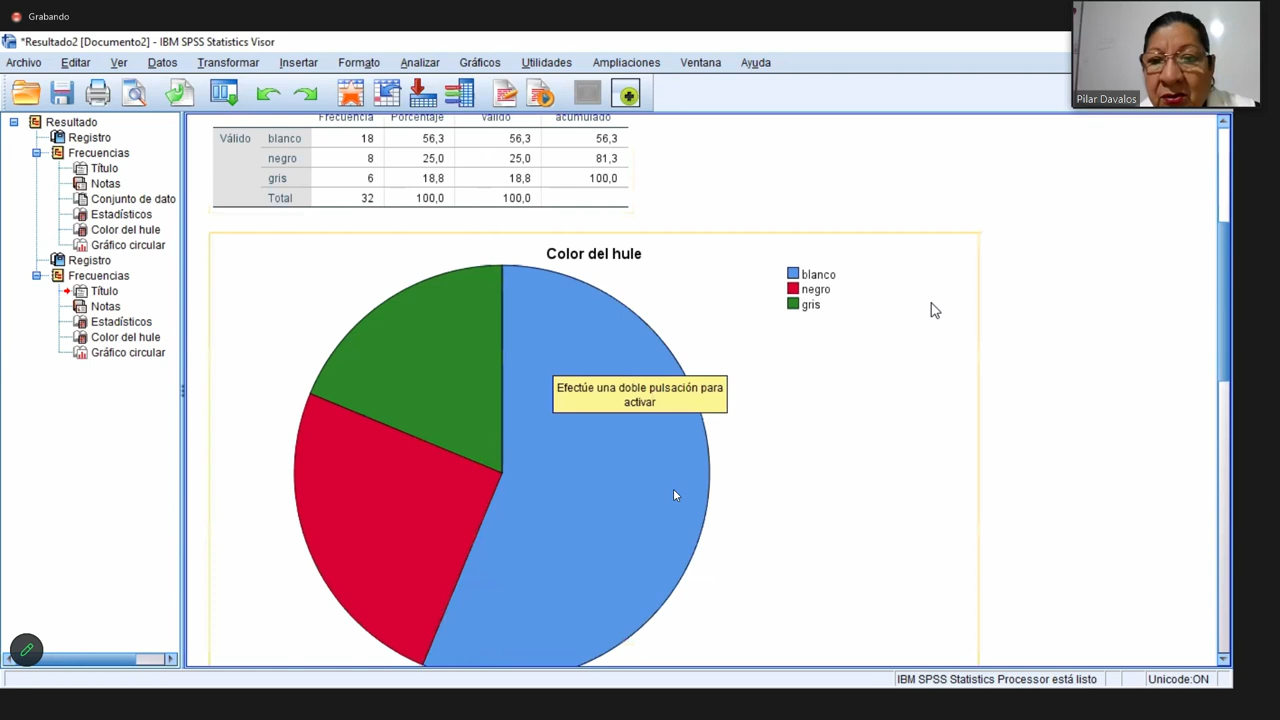 Grabando
*Resultado2 [Documento2] - IBM SPSS Statistics Visor
Archivo Editar Ver Datos Transformar Insertar Formato Analizar Gráficos Utilidades Ampliaciones Ventana Ayuda
Pilar Davalos
Resultado
Registro
Frecuencias
Título
Notas
Conjunto de dato
Estadísticos
Color del hule
Gráfico circular
Registro
Frecuencias
Título
Notas
Estadísticos
Color del hule
Gráfico circular
Frecuencia Porcentaje válido acumulado
Válido blanco 18 56,3 56,3 56,3
negro 8 25,0 25,0 81,3
gris 6 18,8 18,8 100,0
Total 32 100,0 100,0
Color del hule
blanco
negro
gris
Efectúe una doble pulsación para
activar
IBM SPSS Statistics Processor está listo Unicode:ON